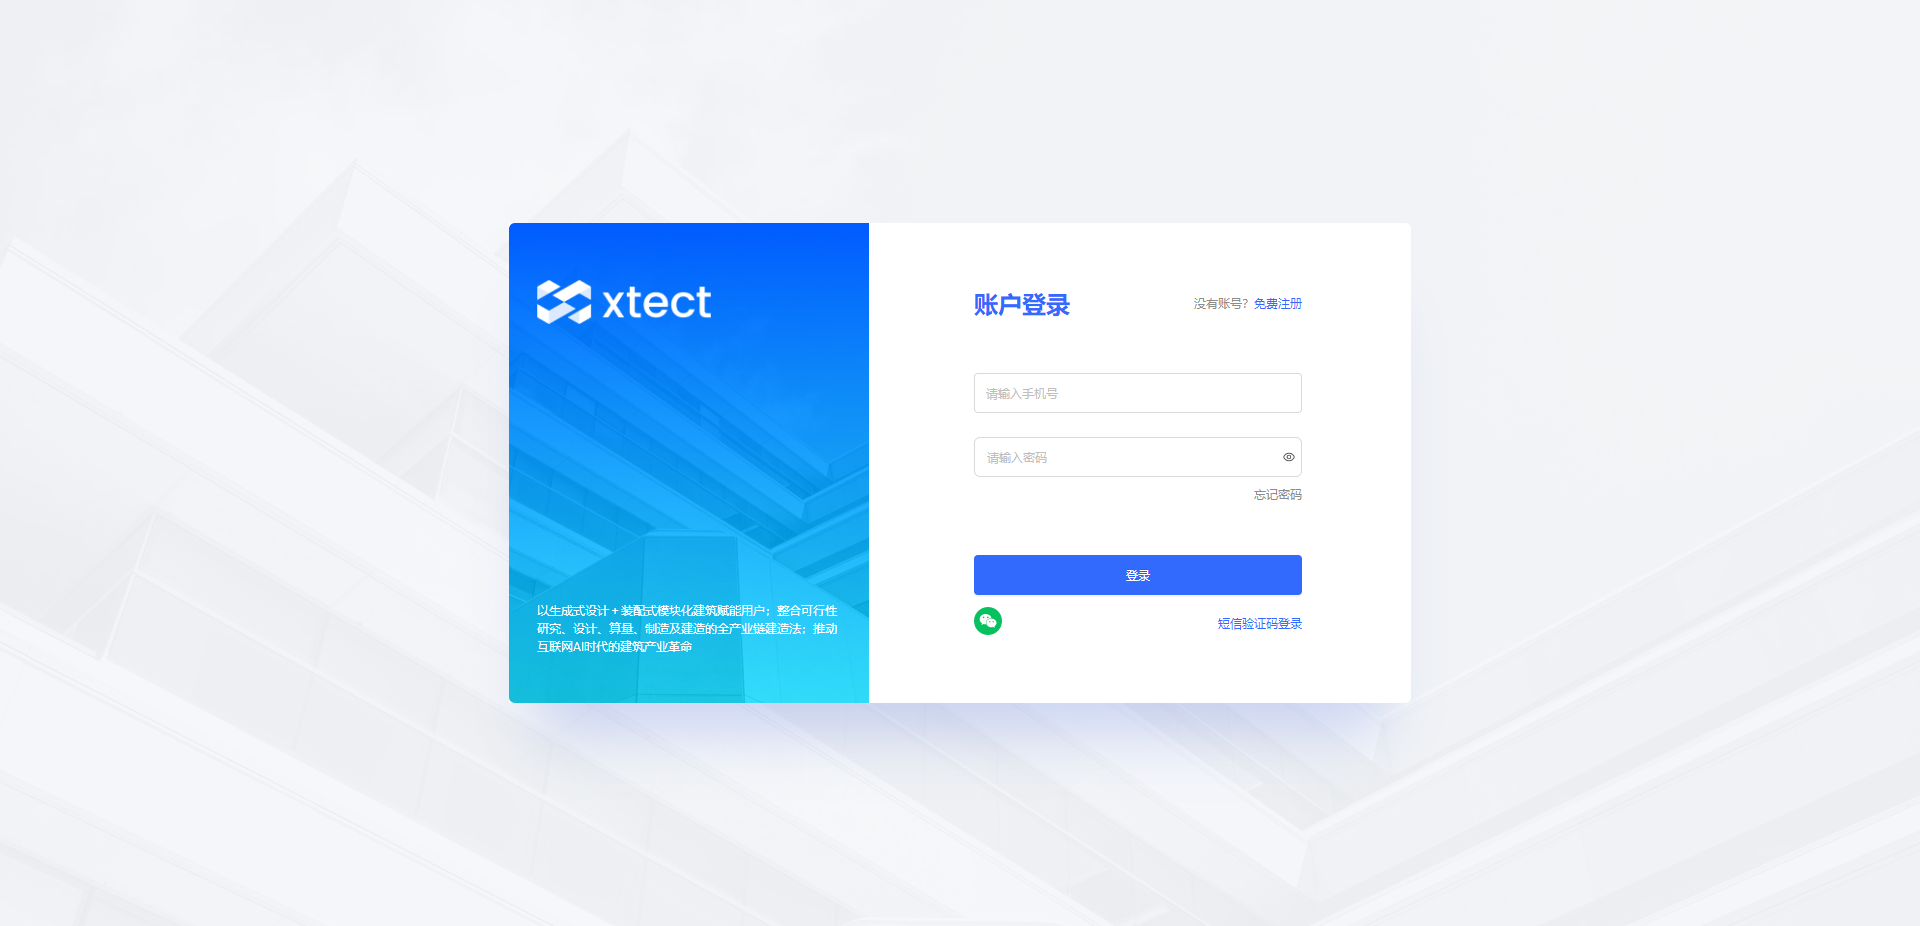 xtect
以生成式设计+装配式模块化建筑赋能用户；整合可行性
研究、设计、算量、制造及建造的全产业链建造法；推动
互联网AI时代的建筑产业革命
账户登录
没有账号？免费注册
请输入手机号
请输入密码
忘记密码
登录
短信验证码登录